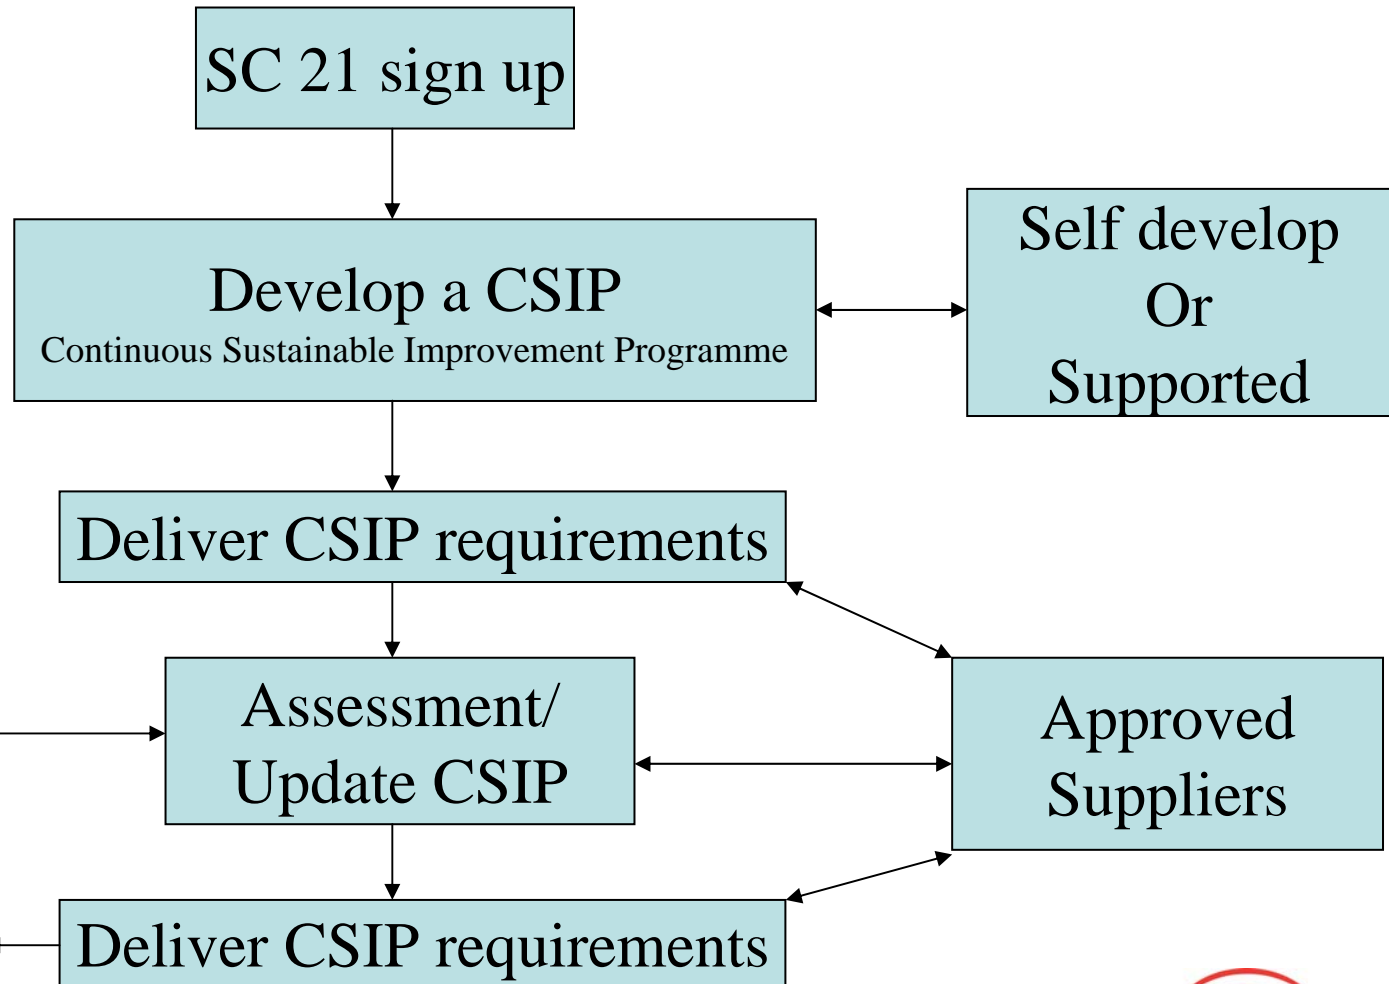 SC 21 sign up
Develop a CSIP
Continuous Sustainable Improvement Programme
Self develop
Or
Supported
Deliver CSIP requirements
Assessment/
Update CSIP
Approved
Suppliers
Deliver CSIP requirements